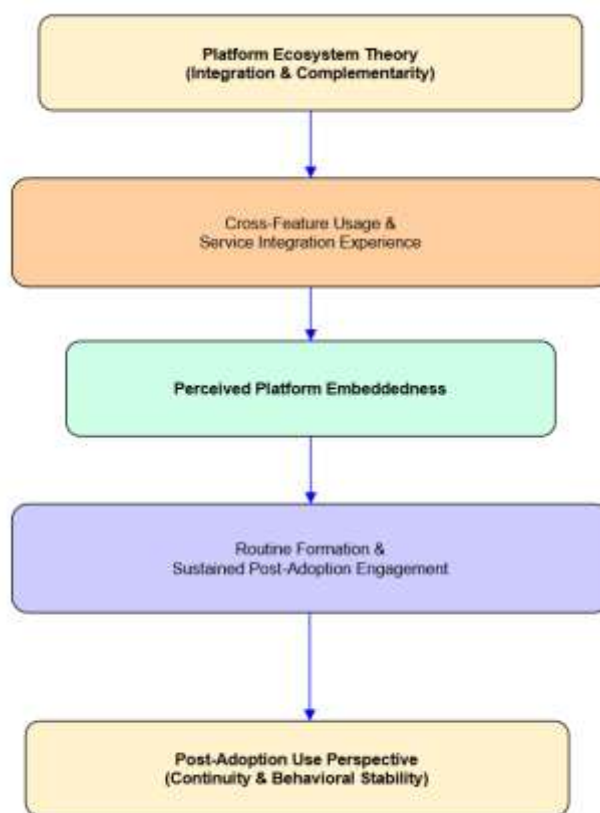 Platform Ecosystem Theory
(Integration & Complementarity)
Cross-Feature Usage &
Service Integration Experience
Perceived Platform Embeddedness
Routine Formation &
Sustained Post-Adoption Engagement
Post-Adoption Use Perspective
(Continuity & Behavioral Stability)